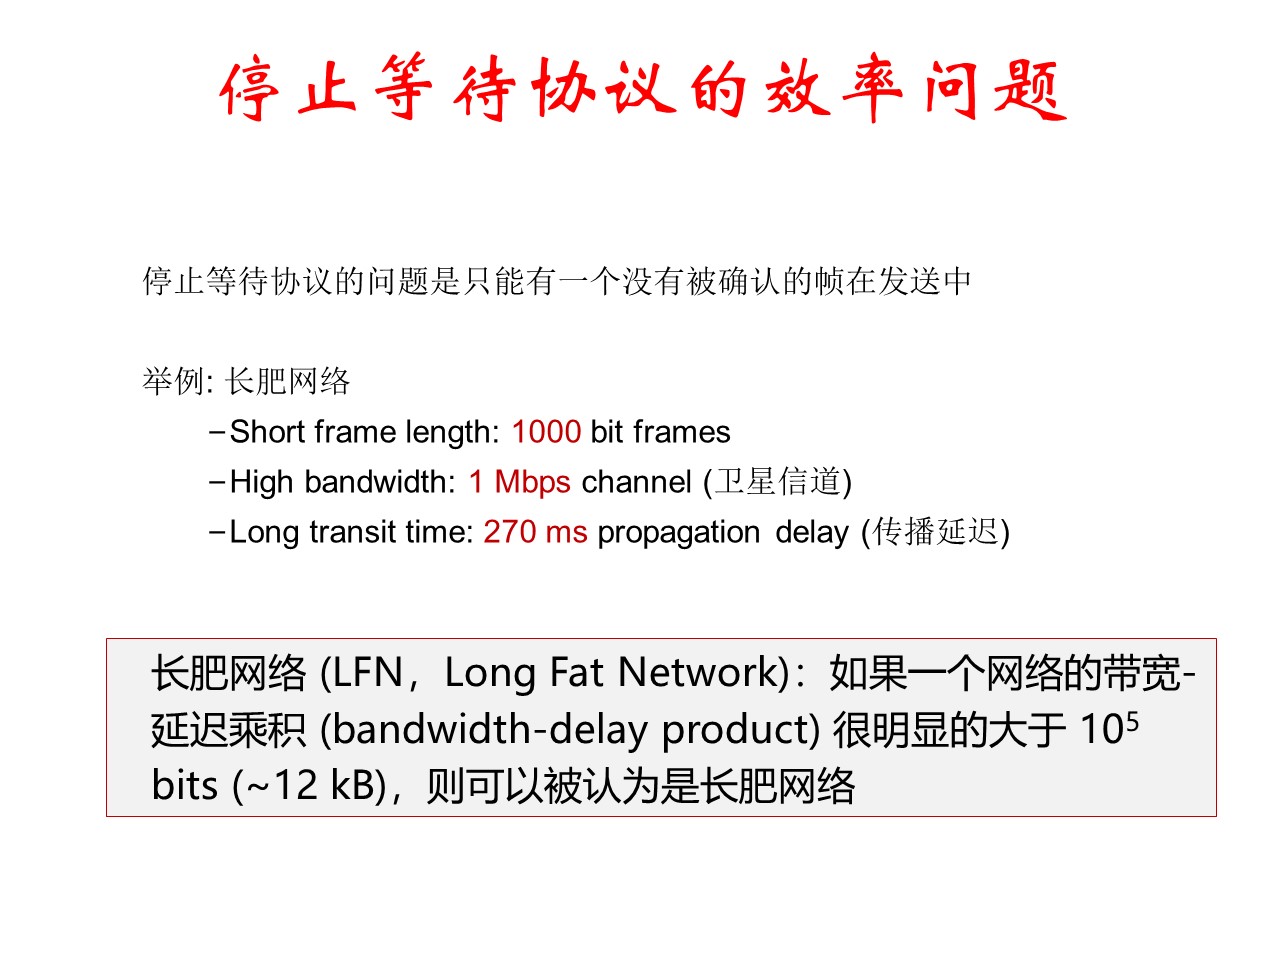 停止等待协议的效率问题
停止等待协议的问题是只能有一个没有被确认的帧在发送中
举例: 长肥网络
–Short frame length: 1000 bit frames
–High bandwidth: 1 Mbps channel (卫星信道)
–Long transit time: 270 ms propagation delay (传播延迟)
长肥网络 (LFN，Long Fat Network)：如果一个网络的带宽-
延迟乘积 (bandwidth-delay product) 很明显的大于 10⁵
bits (~12 kB)，则可以被认为是长肥网络